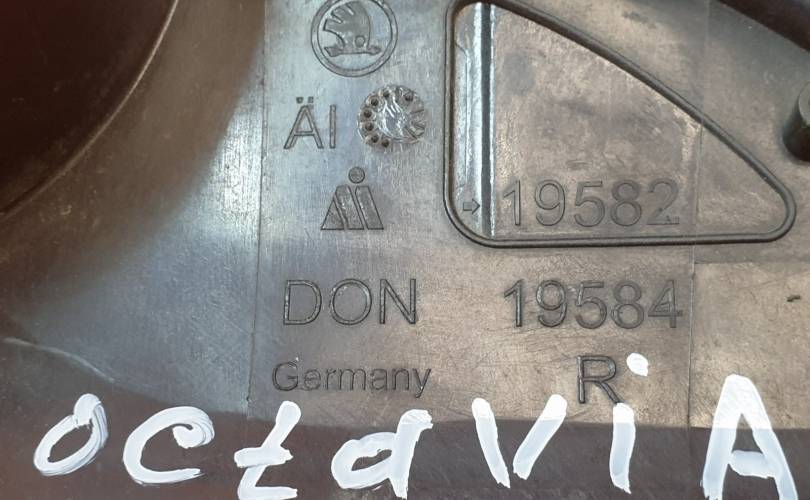 ÄI
19582
DON 19584
Germany R
octaviA